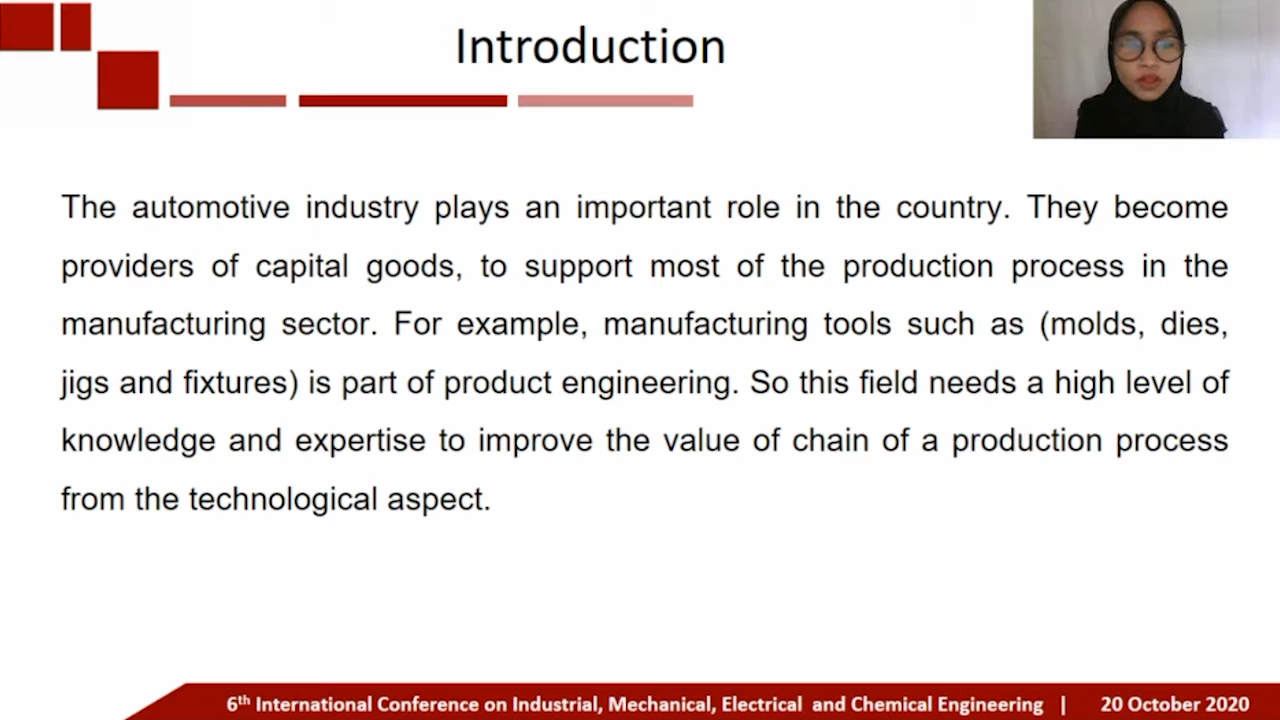 Introduction
The automotive industry plays an important role in the country. They become
providers of capital goods, to support most of the production process in the
manufacturing sector. For example, manufacturing tools such as (molds, dies,
jigs and fixtures) is part of product engineering. So this field needs a high level of
knowledge and expertise to improve the value of chain of a production process
from the technological aspect.
6th International Conference on Industrial, Mechanical, Electrical and Chemical Engineering | 20 October 2020